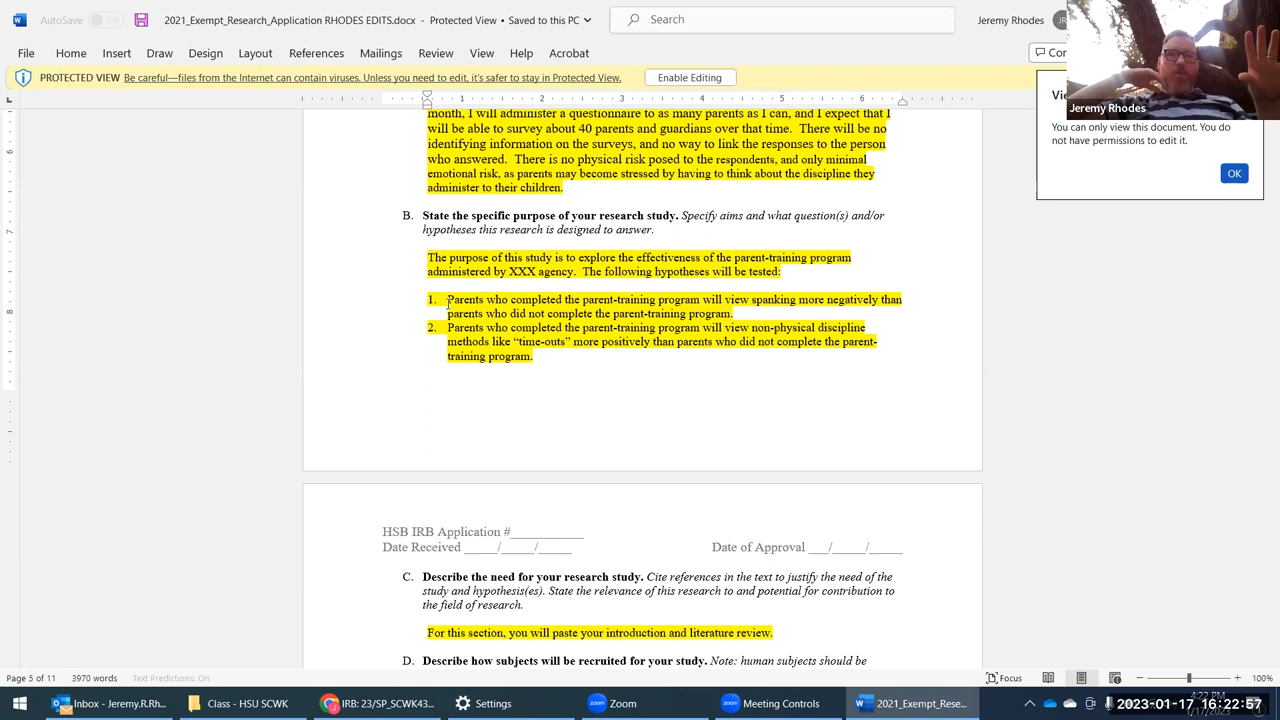 AutoSave Off
2021_Exempt_Research_Application RHODES EDITS.docx - Protected View • Saved to this PC
Search
Jeremy Rhodes
JR
File Home Insert Draw Design Layout References Mailings Review View Help Acrobat
PROTECTED VIEW Be careful—files from the Internet can contain viruses. Unless you need to edit, it's safer to stay in Protected View. Enable Editing
Jeremy Rhodes
You can only view this document. You do
not have permissions to edit it.
OK
1 2 3 4 5 6
7
8
month, I will administer a questionnaire to as many parents as I can, and I expect that I
will be able to survey about 40 parents and guardians over that time. There will be no
identifying information on the surveys, and no way to link the responses to the person
who answered. There is no physical risk posed to the respondents, and only minimal
emotional risk, as parents may become stressed by having to think about the discipline they
administer to their children.
B. State the specific purpose of your research study. Specify aims and what question(s) and/or
hypotheses this research is designed to answer.
The purpose of this study is to explore the effectiveness of the parent-training program
administered by XXX agency. The following hypotheses will be tested:
1. Parents who completed the parent-training program will view spanking more negatively than
parents who did not complete the parent-training program.
2. Parents who completed the parent-training program will view non-physical discipline
methods like “time-outs” more positively than parents who did not complete the parent-
training program.
HSB IRB Application #__________
Date Received _____/_____/_____ Date of Approval ___/_____/_____
C. Describe the need for your research study. Cite references in the text to justify the need of the
study and hypothesis(es). State the relevance of this research to and potential for contribution to
the field of research.
For this section, you will paste your introduction and literature review.
D. Describe how subjects will be recruited for your study. Note: human subjects should be
Page 5 of 11 3970 words Text Predictions: On Focus 100%
Inbox - Jeremy.R.Rh... Class - HSU SCWK IRB: 23/SP_SCWK43... Settings Zoom Meeting Controls 2021_Exempt_Rese...
4:22 PM
2023-01-17 16:22:57